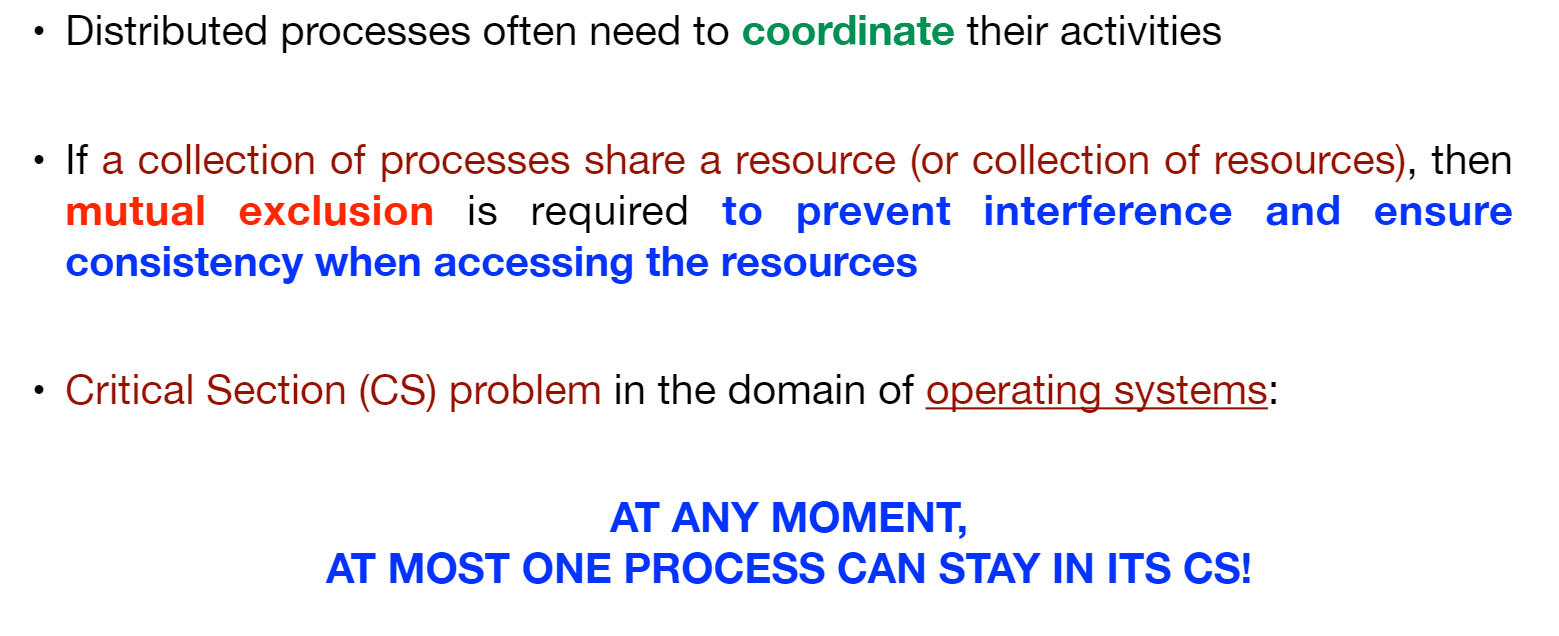 • Distributed processes often need to coordinate their activities
• If a collection of processes share a resource (or collection of resources), then
mutual exclusion is required to prevent interference and ensure
consistency when accessing the resources
• Critical Section (CS) problem in the domain of operating systems:
AT ANY MOMENT,
AT MOST ONE PROCESS CAN STAY IN ITS CS!